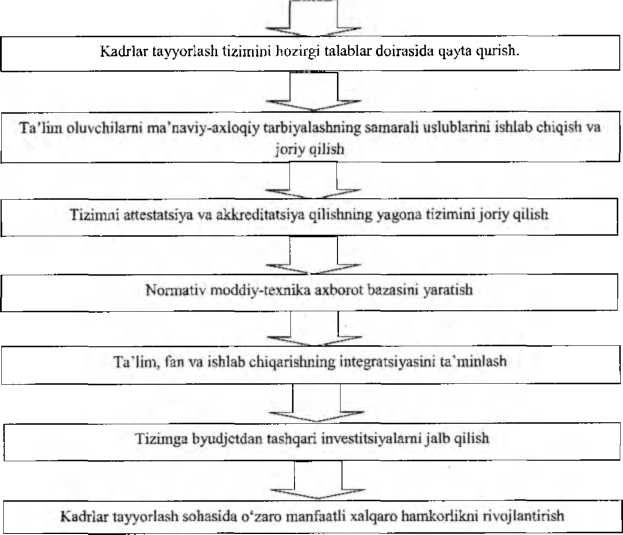 Kadrlar tayyorlash tizimini hozirgi talablar doirasida qayta qurish.
Ta’lim oluvchilarni ma’naviy-axloqiy tarbiyalashning samarali uslublarini ishlab chiqish va
joriy qilish
Tizimni attestatsiya va akkreditatsiya qilishning yagona tizimini joriy qilish
Normativ moddiy-texnika axborot bazasini yaratish
Ta’lim, fan va ishlab chiqarishning integratsiyasini ta’minlash
Tizimga byudjetdan tashqari investitsiyalarni jalb qilish
Kadrlar tayyorlash sohasida o‘zaro manfaatli xalqaro hamkorlikni rivojlantirish